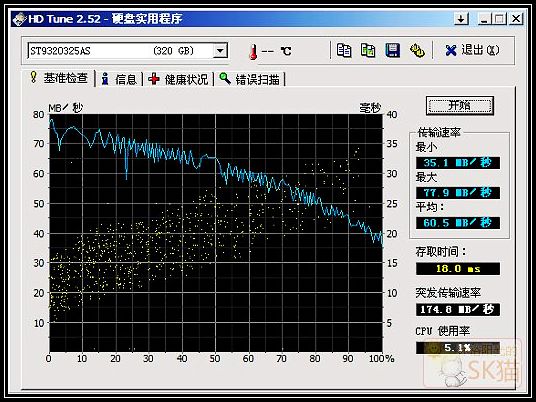 HD Tune 2.52 - 硬盘实用程序
ST9320325AS (320 GB)
-- ℃
退出(X)
基准检查
信息
健康状况
错误扫描
MB/秒
毫秒
80
70
60
50
40
30
20
10
40
35
30
25
20
15
10
5
0
10
20
30
40
50
60
70
80
90
100%
开始
传输速率
最小
35.1 MB/秒
最大
77.9 MB/秒
平均:
60.5 MB/秒
存取时间:
18.0 ms
突发传输速率
174.8 MB/秒
CPU 使用率
5.1%
SK猫